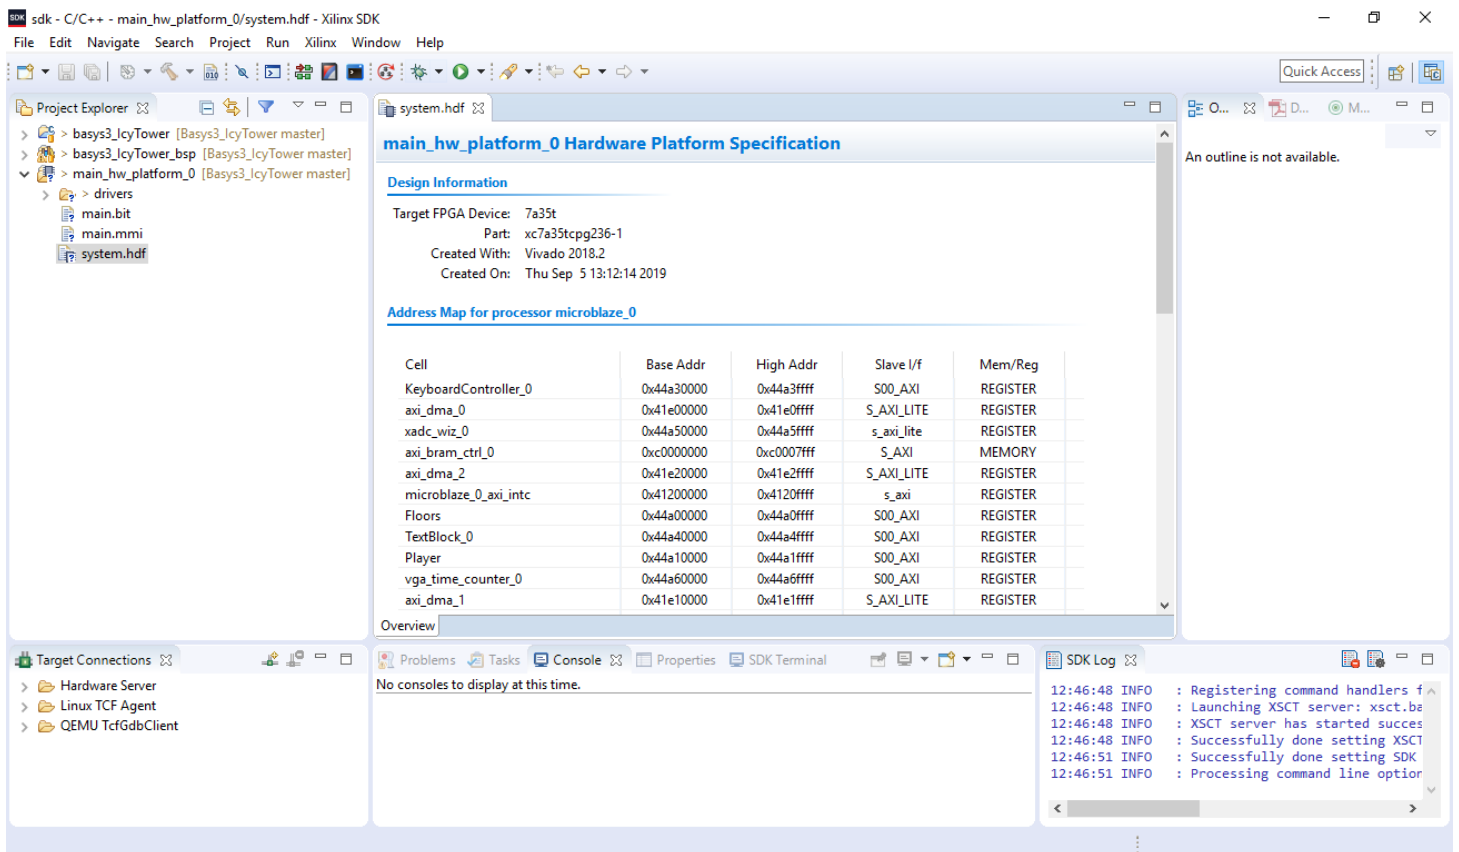 SDK sdk - C/C++ - main_hw_platform_0/system.hdf - Xilinx SDK
File Edit Navigate Search Project Run Xilinx Window Help
Quick Access
Project Explorer
> basys3_IcyTower [Basys3_IcyTower master]
> basys3_IcyTower_bsp [Basys3_IcyTower master]
> main_hw_platform_0 [Basys3_IcyTower master]
> drivers
main.bit
main.mmi
system.hdf
system.hdf
main_hw_platform_0 Hardware Platform Specification
Design Information
Target FPGA Device: 7a35t
Part: xc7a35tcpg236-1
Created With: Vivado 2018.2
Created On: Thu Sep 5 13:12:14 2019
Address Map for processor microblaze_0
Cell Base Addr High Addr Slave I/f Mem/Reg
KeyboardController_0 0x44a30000 0x44a3ffff S00_AXI REGISTER
axi_dma_0 0x41e00000 0x41e0ffff S_AXI_LITE REGISTER
xadc_wiz_0 0x44a50000 0x44a5ffff s_axi_lite REGISTER
axi_bram_ctrl_0 0xc0000000 0xc0007fff S_AXI MEMORY
axi_dma_2 0x41e20000 0x41e2ffff S_AXI_LITE REGISTER
microblaze_0_axi_intc 0x41200000 0x4120ffff s_axi REGISTER
Floors 0x44a00000 0x44a0ffff S00_AXI REGISTER
TextBlock_0 0x44a40000 0x44a4ffff S00_AXI REGISTER
Player 0x44a10000 0x44a1ffff S00_AXI REGISTER
vga_time_counter_0 0x44a60000 0x44a6ffff S00_AXI REGISTER
axi_dma_1 0x41e10000 0x41e1ffff S_AXI_LITE REGISTER
Overview
O... D... M...
An outline is not available.
Target Connections
Hardware Server
Linux TCF Agent
QEMU TcfGdbClient
Problems Tasks Console Properties SDK Terminal
No consoles to display at this time.
SDK Log
12:46:48 INFO : Registering command handlers f
12:46:48 INFO : Launching XSCT server: xsct.ba
12:46:48 INFO : XSCT server has started succes
12:46:48 INFO : Successfully done setting XSCT
12:46:51 INFO : Successfully done setting SDK
12:46:51 INFO : Processing command line option